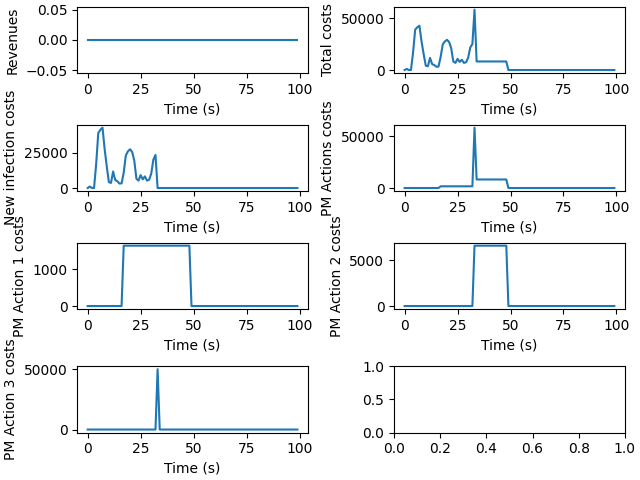 Revenues
0.05
0.00
−0.05
0 25 50 75 100
Time (s)
Total costs
50000
0
0 25 50 75 100
Time (s)
New infection costs
25000
0
0 25 50 75 100
Time (s)
PM Actions costs
50000
0
0 25 50 75 100
Time (s)
PM Action 1 costs
1000
0
0 25 50 75 100
Time (s)
PM Action 2 costs
5000
0
0 25 50 75 100
Time (s)
PM Action 3 costs
50000
0
0 25 50 75 100
Time (s)
1.0
0.5
0.0
0.0 0.2 0.4 0.6 0.8 1.0